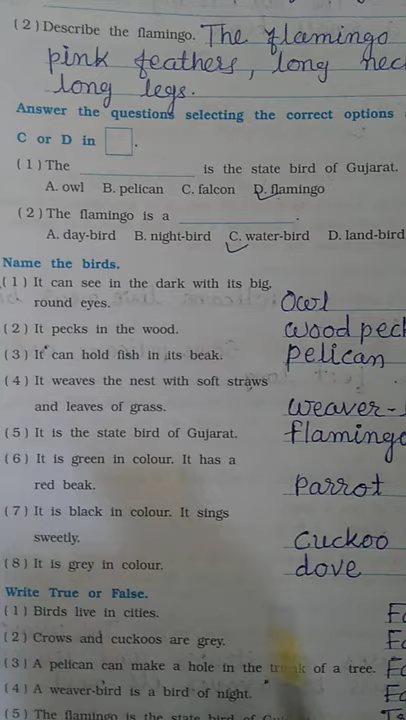 (2) Describe the flamingo. The flamingo
pink feathers, long
long legs.
Answer the questions selecting the correct options
C or D in
(1) The ____ is the state bird of Gujarat.
A. owl B. pelican C. falcon D. flamingo
(2) The flamingo is a ____.
A. day-bird B. night-bird C. water-bird D. land-bird
Name the birds.
(1) It can see in the dark with its big,
round eyes. Owl
(2) It pecks in the wood. wood
(3) It can hold fish in its beak. pelican
(4) It weaves the nest with soft straws
and leaves of grass. weaver-
(5) It is the state bird of Gujarat. flamingo
(6) It is green in colour. It has a
red beak. parrot
(7) It is black in colour. It sings
sweetly. cuckoo
(8) It is grey in colour. dove
Write True or False.
(1) Birds live in cities.
(2) Crows and cuckoos are grey.
(3) A pelican can make a hole in the trunk of a tree.
(4) A weaver-bird is a bird of night.
(5) The flamingo is the state bird of